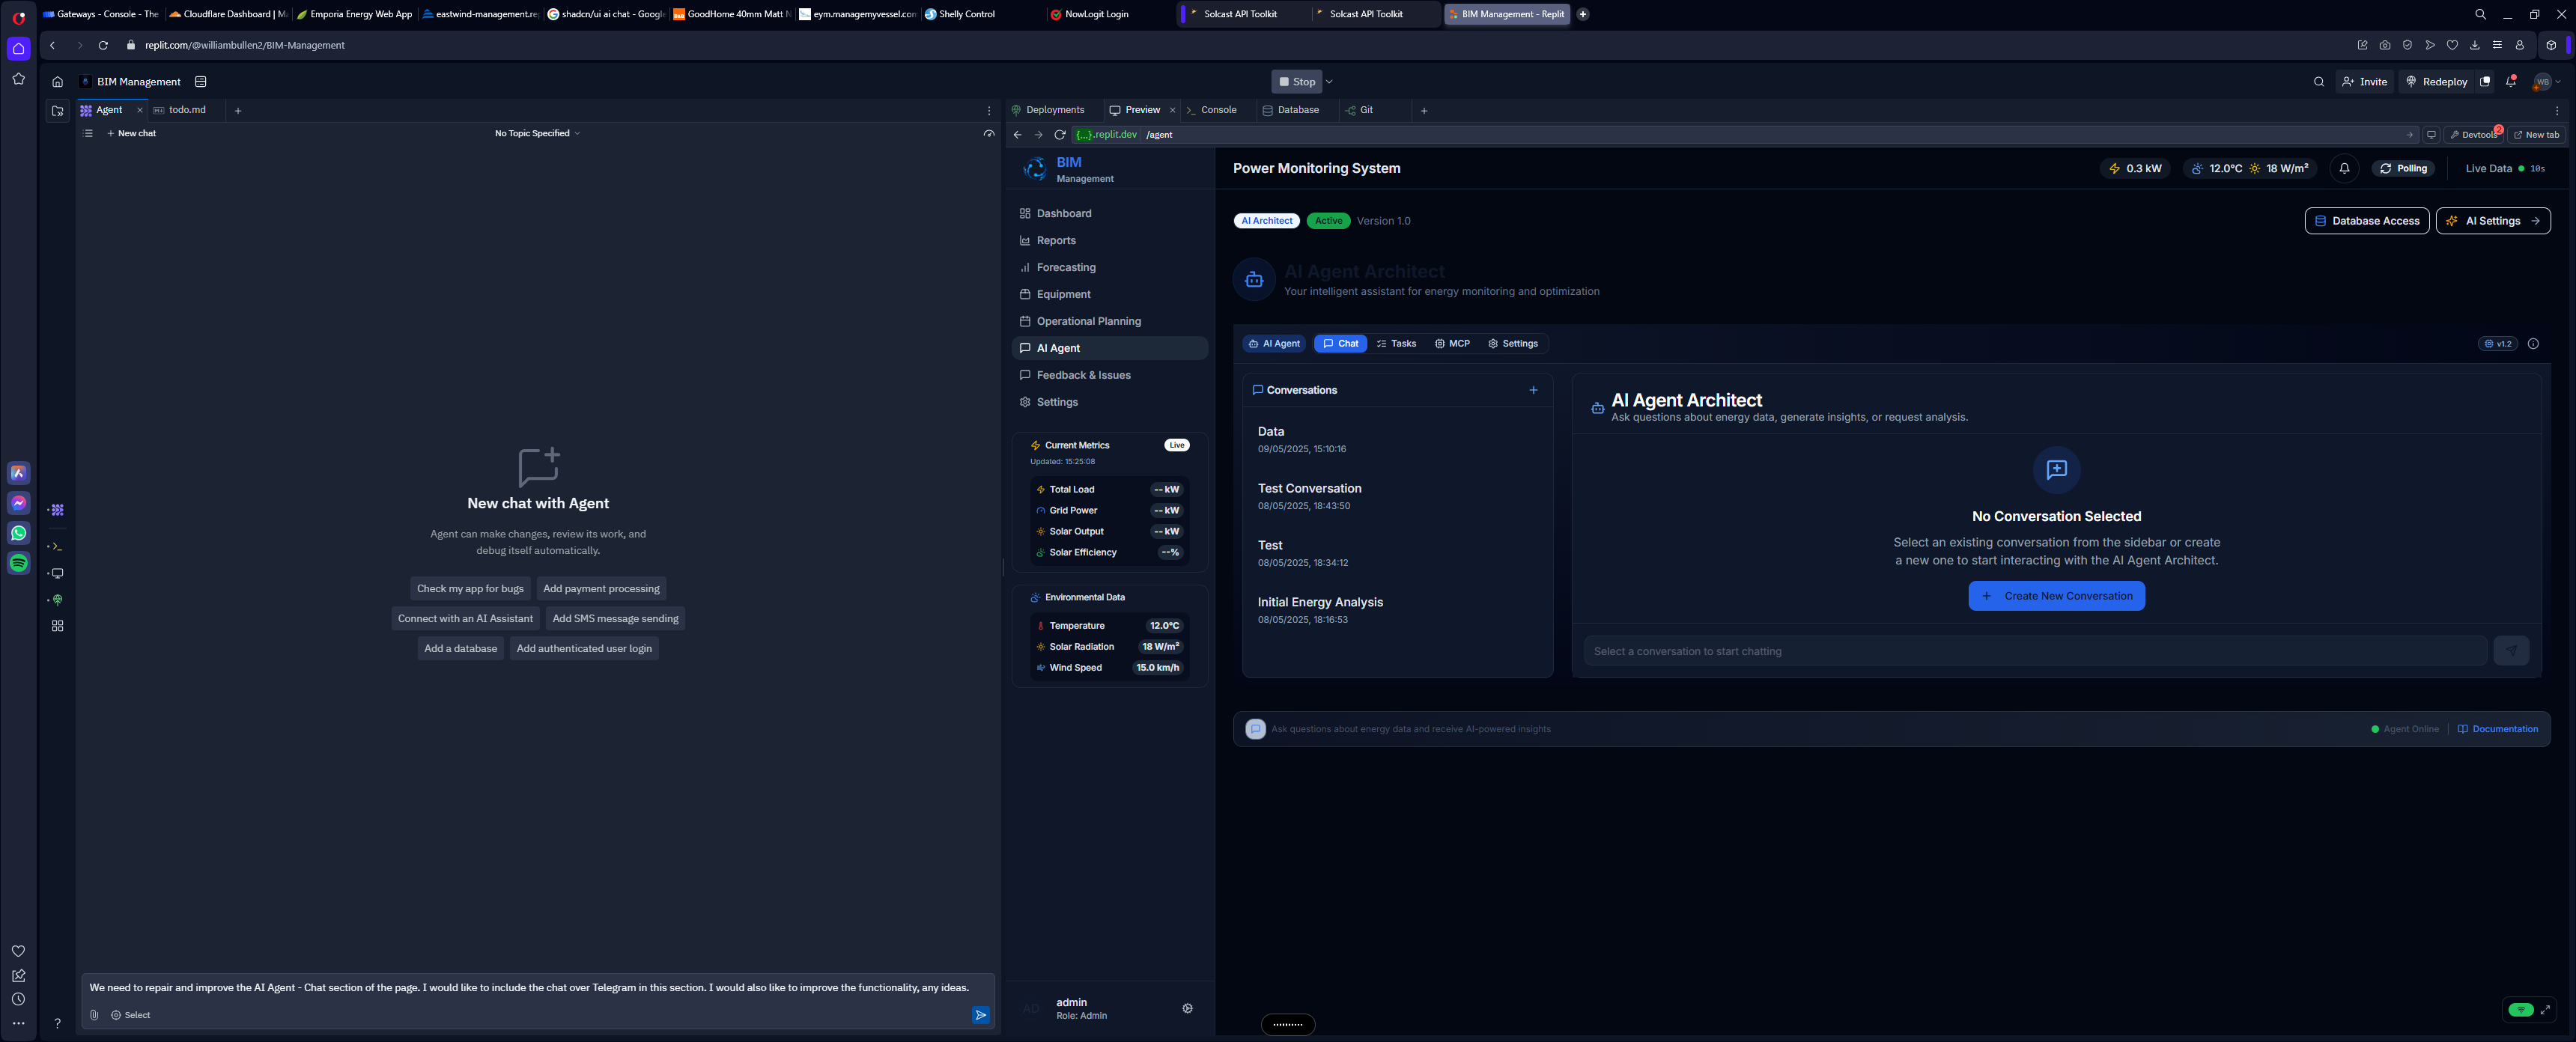 Gateways - Console - The
Cloudflare Dashboard | M
Emporia Energy Web App
eastwind-management.re
shadcn/ui ai chat - Google
GoodHome 40mm Matt
eym.managemyvessel.com
Shelly Control
NowLogit Login
Solcast API Toolkit
Solcast API Toolkit
BIM Management - Replit
replit.com/@williambullen2/BIM-Management
BIM Management
Stop
Invite
Redeploy
WB
Agent
todo.md
Deployments
Preview
Console
Database
Git
New chat
No Topic Specified
{...}.replit.dev
/agent
Devtools
2
New tab
BIM
Management
Power Monitoring System
0.3 kW
12.0°C
18 W/m²
Polling
Live Data
10s
Dashboard
Reports
Forecasting
Equipment
Operational Planning
AI Agent
Feedback & Issues
Settings
AI Architect
Active
Version 1.0
Database Access
AI Settings
AI Agent Architect
Your intelligent assistant for energy monitoring and optimization
AI Agent
Chat
Tasks
MCP
Settings
v1.2
Conversations
Data
09/05/2025, 15:10:16
Test Conversation
08/05/2025, 18:43:50
Test
08/05/2025, 18:34:12
Initial Energy Analysis
08/05/2025, 18:16:53
AI Agent Architect
Ask questions about energy data, generate insights, or request analysis.
No Conversation Selected
Select an existing conversation from the sidebar or create
a new one to start interacting with the AI Agent Architect.
Create New Conversation
Select a conversation to start chatting
Current Metrics
Live
Updated: 15:25:08
Total Load
-- kW
Grid Power
-- kW
Solar Output
-- kW
Solar Efficiency
--%
Environmental Data
Temperature
12.0°C
Solar Radiation
18 W/m²
Wind Speed
15.0 km/h
New chat with Agent
Agent can make changes, review its work, and
debug itself automatically.
Check my app for bugs
Add payment processing
Connect with an AI Assistant
Add SMS message sending
Add a database
Add authenticated user login
Ask questions about energy data and receive AI-powered insights
Agent Online
Documentation
We need to repair and improve the AI Agent - Chat section of the page. I would like to include the chat over Telegram in this section. I would also like to improve the functionality, any ideas.
Select
AD
admin
Role: Admin